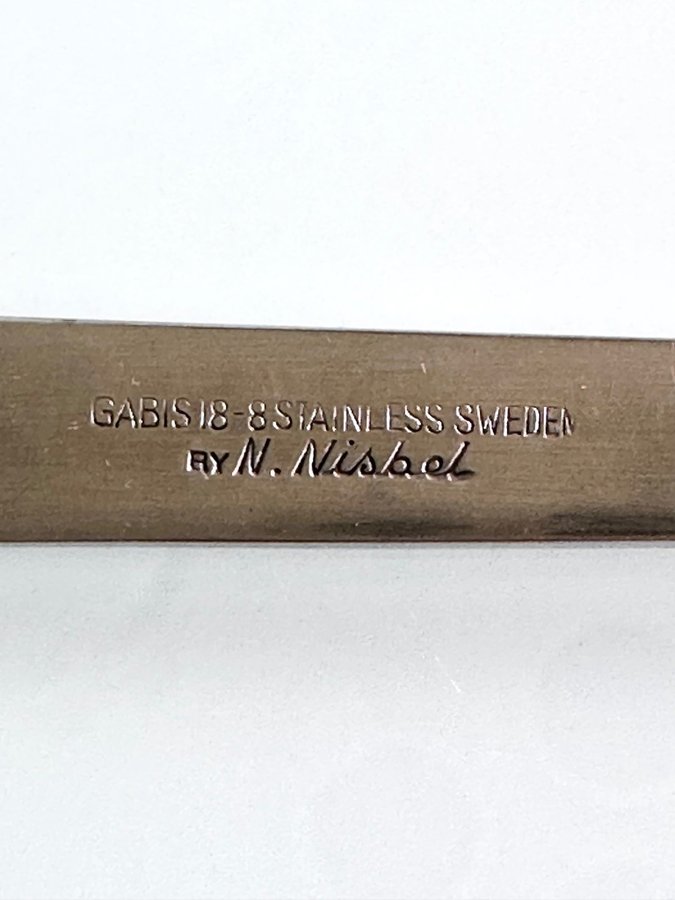 GABIS 18-8 STAINLESS SWEDEN
BY N. Nisbel